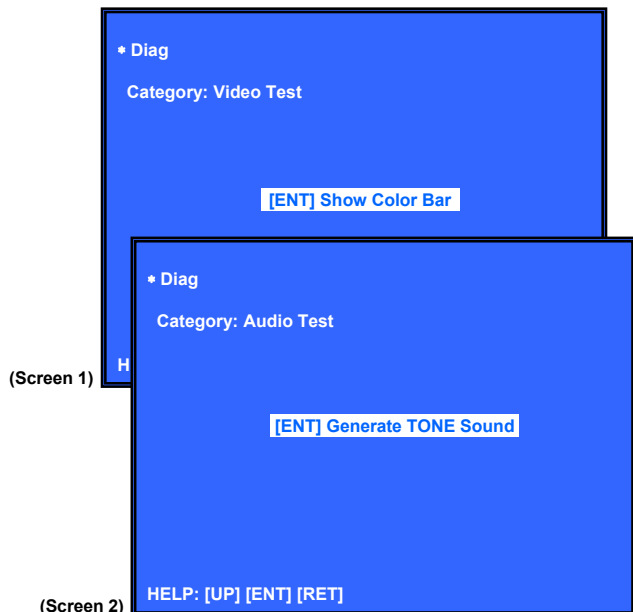 * Diag
Category: Video Test
[ENT] Show Color Bar
H
(Screen 1)
* Diag
Category: Audio Test
[ENT] Generate TONE Sound
HELP: [UP] [ENT] [RET]
(Screen 2)